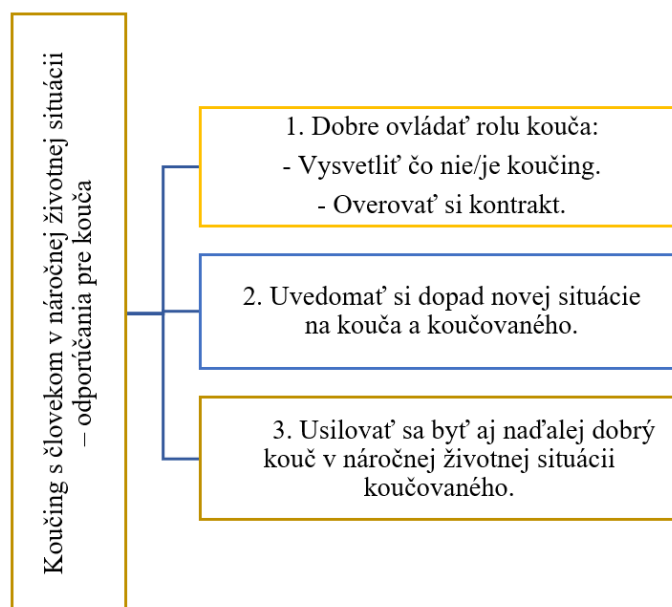 Koučing s človekom v náročnej životnej situácii
– odporúčania pre kouča
1. Dobre ovládať rolu kouča:
- Vysvetliť čo nie/je koučing.
- Overovať si kontrakt.
2. Uvedomať si dopad novej situácie
na kouča a koučovaného.
3. Usilovať sa byť aj naďalej dobrý
kouč v náročnej životnej situácii
koučovaného.